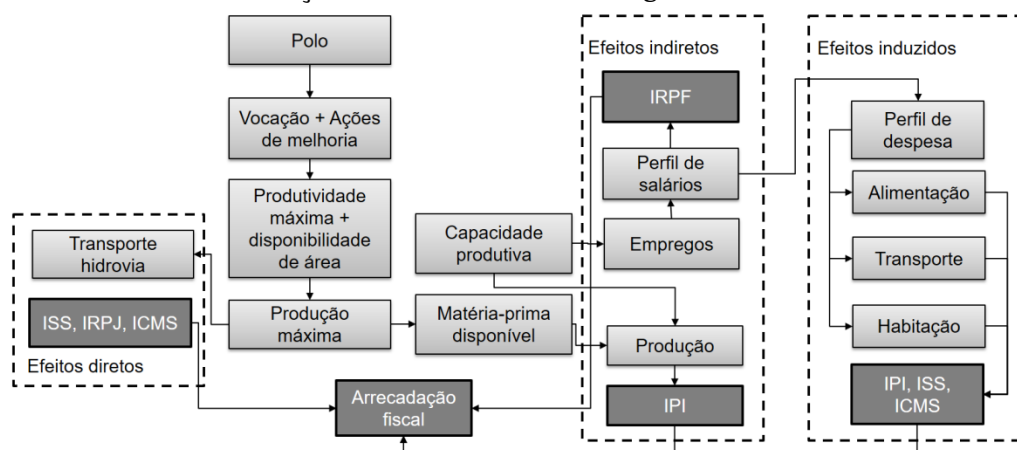 Polo
Vocação + Ações
de melhoria
Produtividade
máxima +
disponibilidade
de área
Produção
máxima
Transporte
hidrovia
ISS, IRPJ, ICMS
Efeitos diretos
Capacidade
produtiva
Matéria-prima
disponível
Arrecadação
fiscal
Efeitos indiretos
IRPF
Perfil de
salários
Empregos
Produção
IPI
Efeitos induzidos
Perfil de
despesa
Alimentação
Transporte
Habitação
IPI, ISS,
ICMS